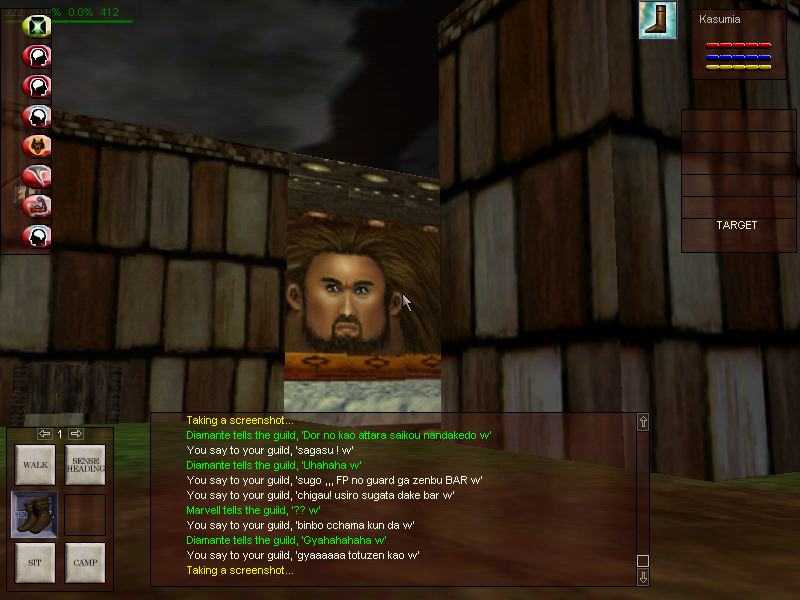 0.0% 412
Kasumia
TARGET
Taking a screenshot...
Diamante tells the guild, 'Dor no kao attara saikou nandakedo w'
You say to your guild, 'sagasu ! w'
Diamante tells the guild, 'Uhahaha w'
You say to your guild, 'sugo ,,, FP no guard ga zenbu BAR w'
You say to your guild, 'chigau! usiro sugata dake bar w'
Marvell tells the guild, '?? w'
You say to your guild, 'binbo cchama kun da w'
Diamante tells the guild, 'Gyahahahaha w'
You say to your guild, 'gyaaaaaa totuzen kao w'
Taking a screenshot...
1
WALK
SENSE
HEADING
SIT
CAMP